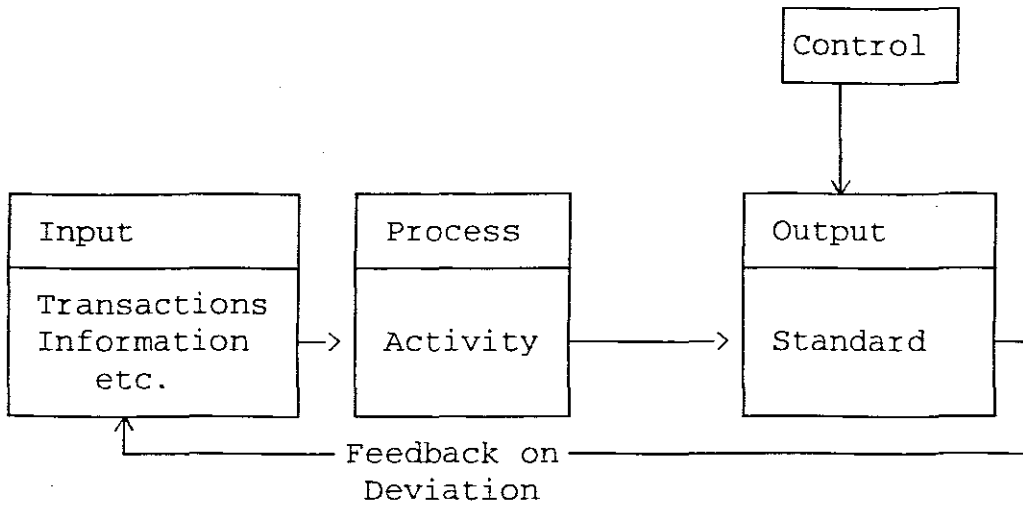 Control
Input
Process
Output
Transactions
Information
etc.
Activity
Standard
Feedback on
Deviation